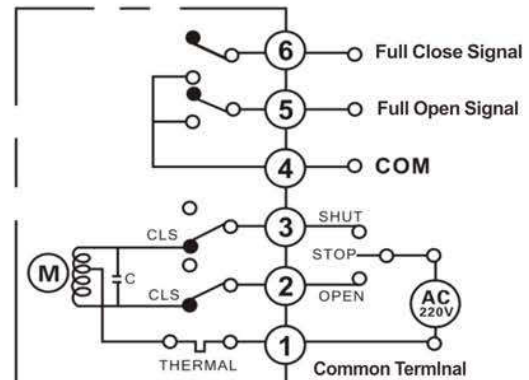 6 Full Close Signal
5 Full Open Signal
4 COM
CLS 3 SHUT
STOP
M C
CLS 2 OPEN
AC
220V
THERMAL 1 Common Termlnal